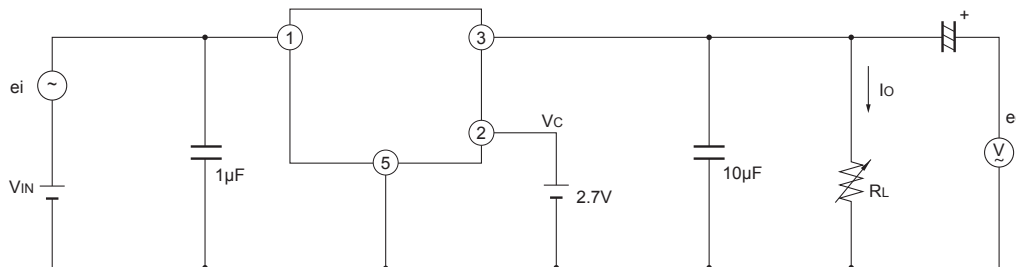 1
3
+
ei
~
IO
e
VC
2
V
~
5
1μF
10μF
VIN
2.7V
RL